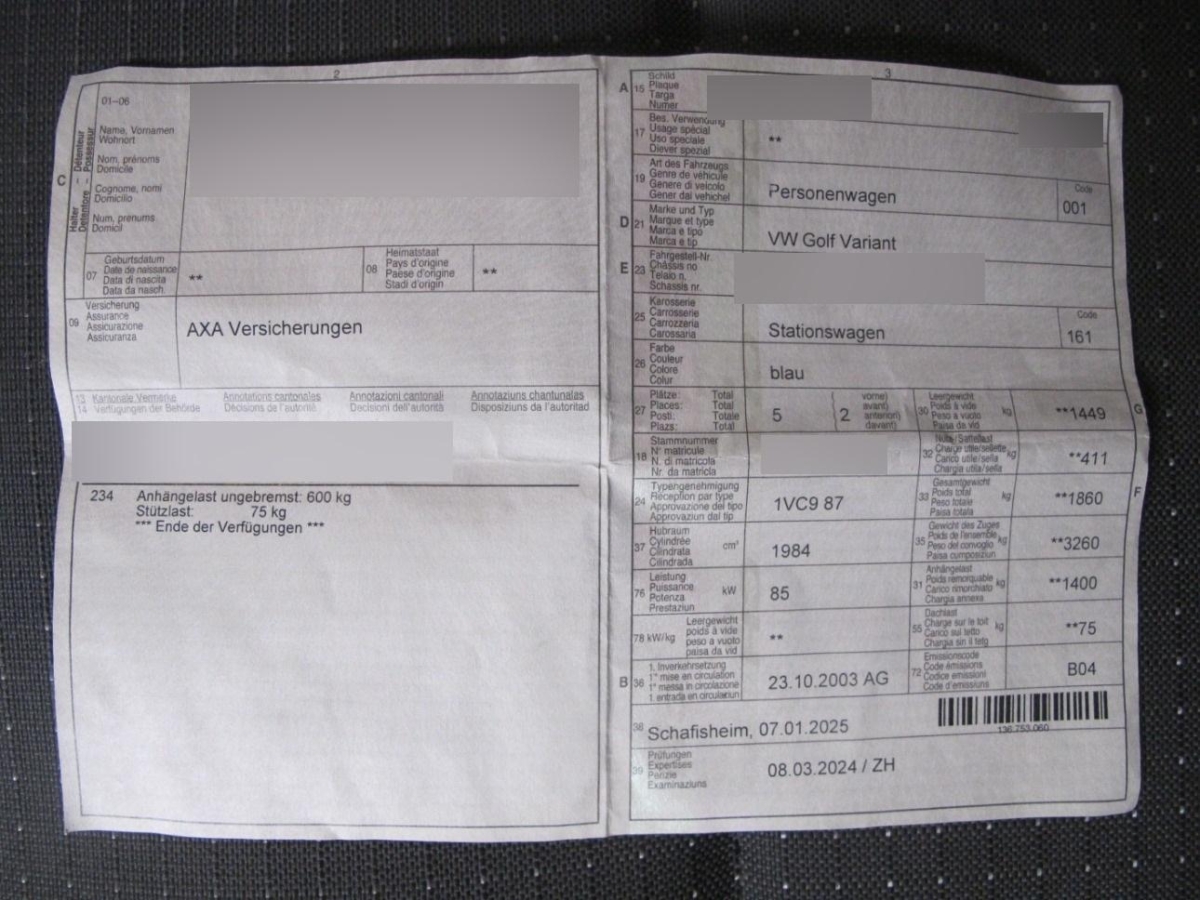 2
01-06
Halter - Détenteur
Detentore - Possessur
C
Name, Vornamen
Wohnort
Nom, prénoms
Domicile
Cognome, nomi
Domicilio
Num, prenums
Domicil
07
Geburtsdatum
Date de naissance
Data di nascita
Data da nasch.
**
08
Heimatstaat
Pays d'origine
Paese d'origine
Stadi d'origin
**
09
Versicherung
Assurance
Assicurazione
Assicuranza
AXA Versicherungen
13 Kantonale Vermerke Annotations cantonales Annotazioni cantonali Annotaziuns chantunalas
14 Verfügungen der Behörde Décisions de l'autorité Decisioni dell'autorità Disposiziuns da l'autoritad
234 Anhängelast ungebremst: 600 kg
Stützlast: 75 kg
*** Ende der Verfügungen ***
3
A 15
Schild
Plaque
Targa
Numer
17
Bes. Verwendung
Usage spécial
Uso speciale
Diever spezial
**
19
Art des Fahrzeugs
Genre de véhicule
Genere di veicolo
Gener dal vehichel
Personenwagen
Code
001
D 21
Marke und Typ
Marque et type
Marca e tipo
Marca e tip
VW Golf Variant
E 23
Fahrgestell-Nr.
Châssis no
Telaio n.
Schassis nr.
25
Karosserie
Carrosserie
Carrozzeria
Carossaria
Stationswagen
Code
161
26
Farbe
Couleur
Colore
Colur
blau
27
Plätze: Total
Places: Total
Posti: Totale
Plazs: Total
5
2
vorne)
avant)
anteriori)
davant)
30
Leergewicht
Poids à vide
Peso a vuoto
Paisa da vid
kg
**1449
G
18
Stammnummer
N° matricule
N. di matricola
Nr. da matricla
32
Nutz-/Sattellast
Charge utile/sellette
Carico utile/sella
Chargia utila/sella
kg
**411
24
Typengenehmigung
Réception par type
Approvazione del tipo
Approvaziun dal tip
1VC9 87
33
Gesamtgewicht
Poids total
Peso totale
Paisa totala
kg
**1860
F
37
Hubraum
Cylindrée
Cilindrata
Cilindrada
cm³
1984
35
Gewicht des Zuges
Poids de l'ensemble
Peso del convoglio
Paisa cumposiziun
kg
**3260
76
Leistung
Puissance
Potenza
Prestaziun
kW
85
31
Anhängelast
Poids remorquable
Carico rimorchiato
Chargia annexa
kg
**1400
78 kW/kg
Leergewicht
poids à vide
peso a vuoto
paisa da vid
**
55
Dachlast
Charge sur le toit
Carico sul tetto
Chargia sin il tetg
kg
**75
B 36
1. Inverkehrsetzung
1re mise en circulation
1a messa in circolazione
1. entrada en circulaziun
23.10.2003 AG
72
Emissionscode
Code émissions
Codice emissioni
Code d'emissiuns
B04
38
Schafisheim, 07.01.2025
136.753.060
39
Prüfungen
Expertises
Perizie
Examinaziuns
08.03.2024 / ZH